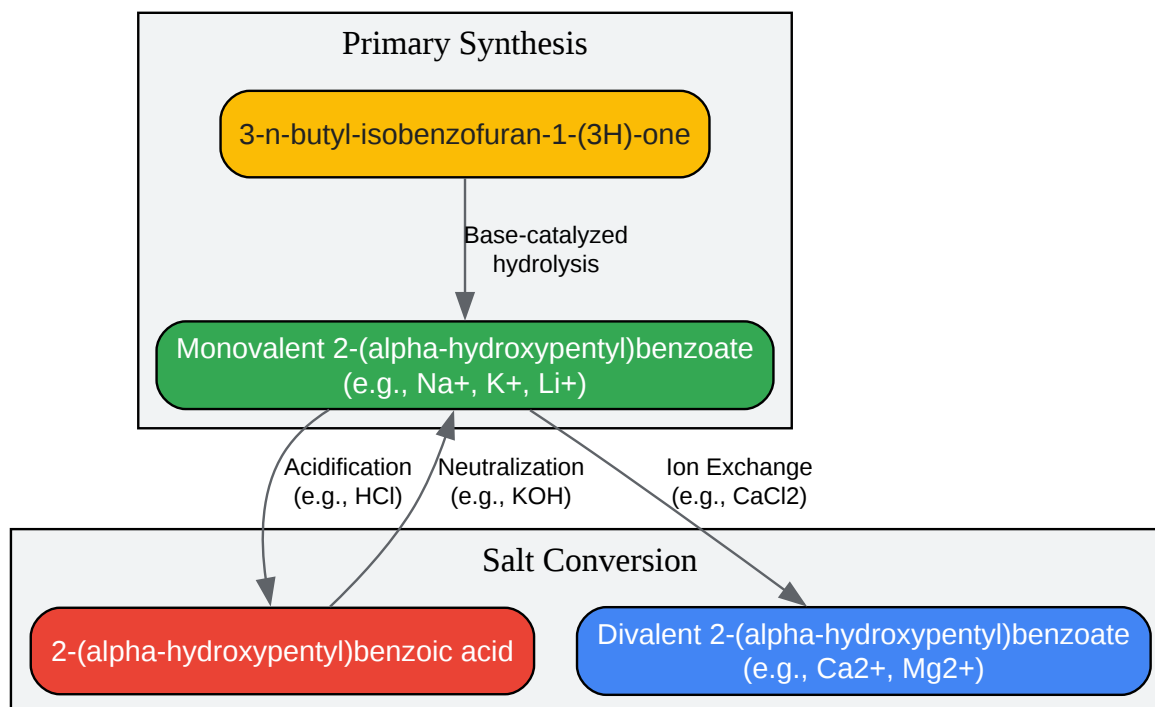 Primary Synthesis
3-n-butyl-isobenzofuran-1-(3H)-one
Base-catalyzed
hydrolysis
Monovalent 2-(alpha-hydroxypentyl)benzoate
(e.g., Na+, K+, Li+)
Acidification
(e.g., HCl)
Neutralization
(e.g., KOH)
Ion Exchange
(e.g., CaCl2)
Salt Conversion
2-(alpha-hydroxypentyl)benzoic acid
Divalent 2-(alpha-hydroxypentyl)benzoate
(e.g., Ca2+, Mg2+)